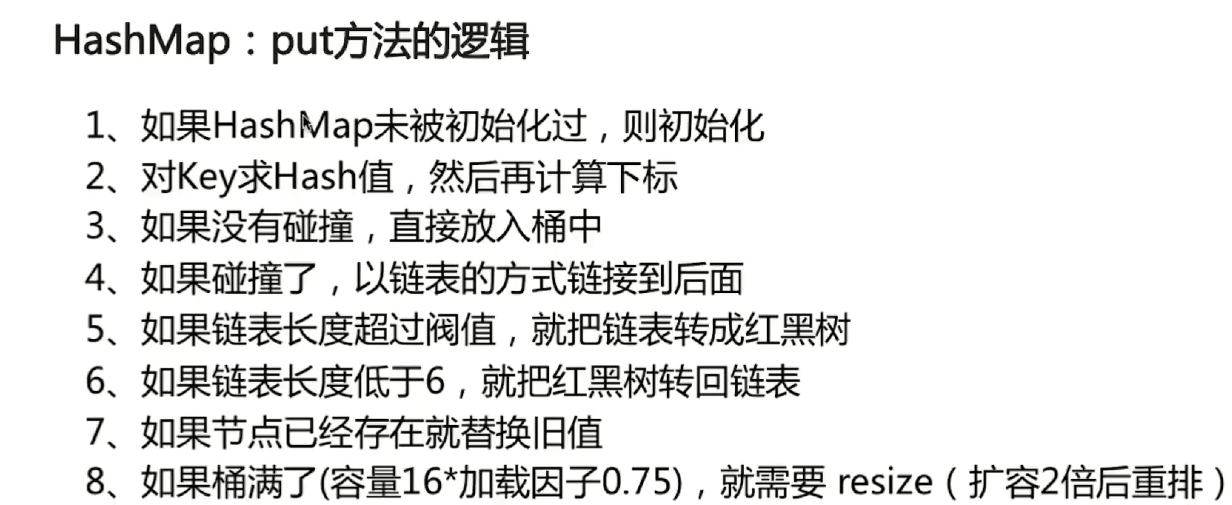 HashMap：put方法的逻辑
1、如果HashMap未被初始化过，则初始化
2、对Key求Hash值，然后再计算下标
3、如果没有碰撞，直接放入桶中
4、如果碰撞了，以链表的方式链接到后面
5、如果链表长度超过阀值，就把链表转成红黑树
6、如果链表长度低于6，就把红黑树转回链表
7、如果节点已经存在就替换旧值
8、如果桶满了(容量16*加载因子0.75)，就需要 resize（扩容2倍后重排）